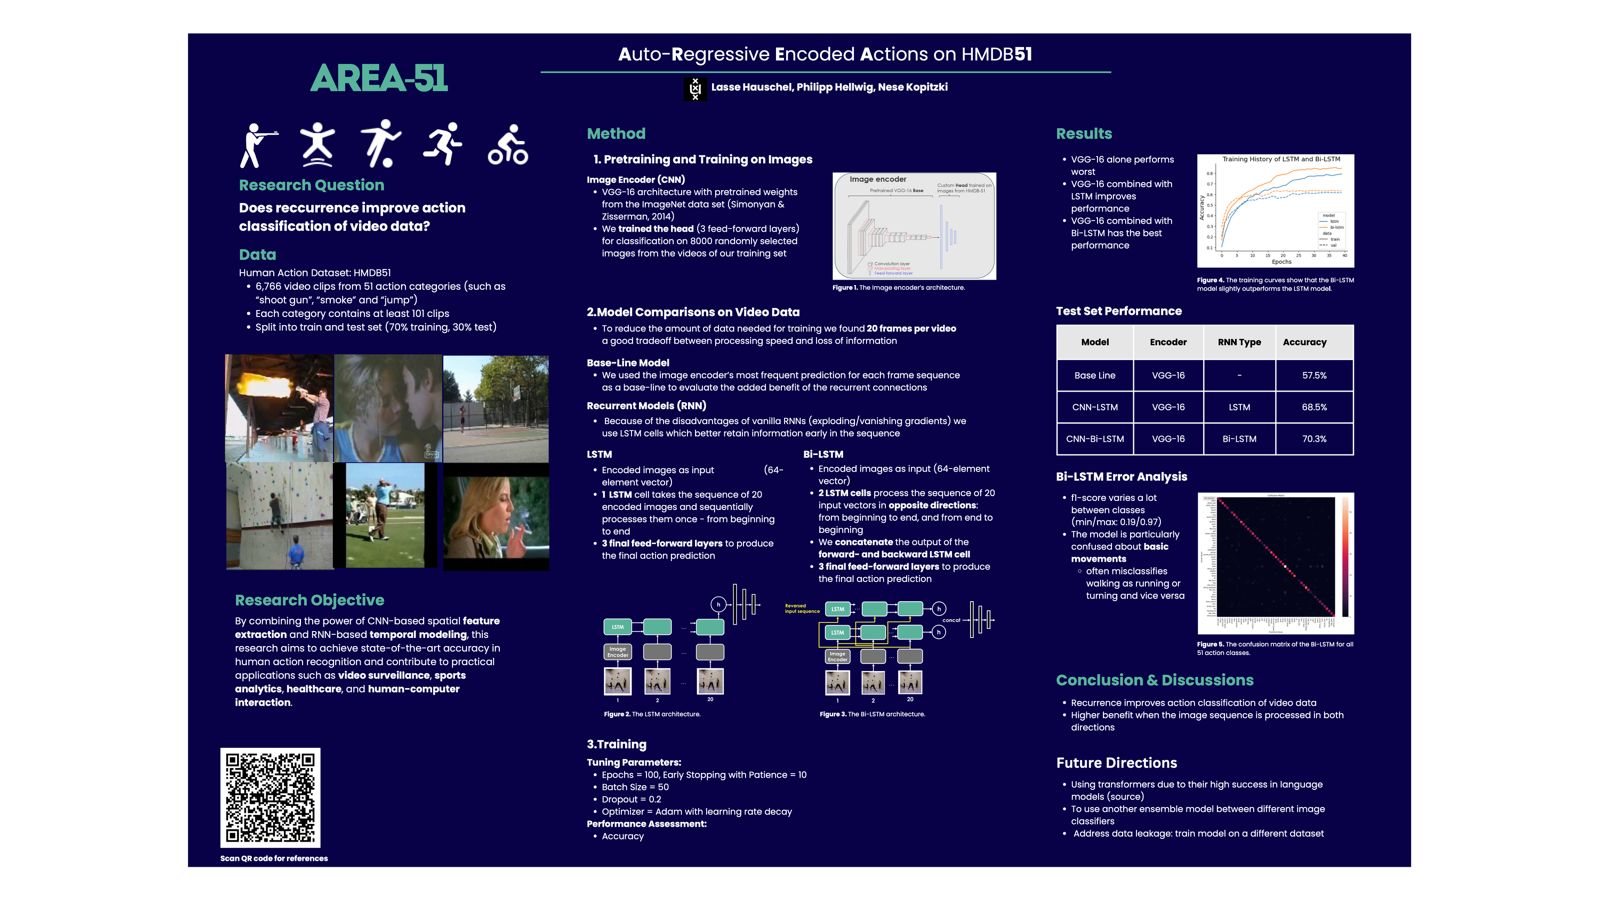 Auto-Regressive Encoded Actions on HMDB51
AREA-51
Lasse Hauschel, Philipp Hellwig, Nese Kopitzki
Research Question
Does reccurrence improve action
classification of video data?
Data
Human Action Dataset: HMDB51
• 6,766 video clips from 51 action categories (such as
“shoot gun”, “smoke” and “jump”)
• Each category contains at least 101 clips
• Split into train and test set (70% training, 30% test)
Research Objective
By combining the power of CNN-based spatial feature
extraction and RNN-based temporal modeling, this
research aims to achieve state-of-the-art accuracy in
human action recognition and contribute to practical
applications such as video surveillance, sports
analytics, healthcare, and human-computer
interaction.
Scan QR code for references
Method
1. Pretraining and Training on Images
Image Encoder (CNN)
• VGG-16 architecture with pretrained weights
from the ImageNet data set (Simonyan &
Zisserman, 2014)
• We trained the head (3 feed-forward layers)
for classification on 8000 randomly selected
images from the videos of our training set
Image encoder
Pretrained VGG-16 Base
Custom Head trained on
images from HMDB-51
Convolution layer
Max-pooling layer
Feed-forward layer
Figure 1. The image encoder's architecture.
2.Model Comparisons on Video Data
• To reduce the amount of data needed for training we found 20 frames per video
a good tradeoff between processing speed and loss of information
Base-Line Model
• We used the image encoder's most frequent prediction for each frame sequence
as a base-line to evaluate the added benefit of the recurrent connections
Recurrent Models (RNN)
• Because of the disadvantages of vanilla RNNs (exploding/vanishing gradients) we
use LSTM cells which better retain information early in the sequence
LSTM
• Encoded images as input (64-
element vector)
• 1 LSTM cell takes the sequence of 20
encoded images and sequentially
processes them once - from beginning
to end
• 3 final feed-forward layers to produce
the final action prediction
Bi-LSTM
• Encoded images as input (64-element
vector)
• 2 LSTM cells process the sequence of 20
input vectors in opposite directions:
from beginning to end, and from end to
beginning
• We concatenate the output of the
forward- and backward LSTM cell
• 3 final feed-forward layers to produce
the final action prediction
h
LSTM
...
Image
Encoder
...
...
1 2 20
Figure 2. The LSTM architecture.
Reversed
input sequence
LSTM
h
concat
LSTM
h
Image
Encoder
...
1 2 20
Figure 3. The Bi-LSTM architecture.
3.Training
Tuning Parameters:
• Epochs = 100, Early Stopping with Patience = 10
• Batch Size = 50
• Dropout = 0.2
• Optimizer = Adam with learning rate decay
Performance Assessment:
• Accuracy
Results
• VGG-16 alone performs
worst
• VGG-16 combined with
LSTM improves
performance
• VGG-16 combined with
Bi-LSTM has the best
performance
Training History of LSTM and Bi-LSTM
Accuracy
0.8
0.7
0.6
0.5
0.4
0.3
0.2
0.1
0 5 10 15 20 25 30 35 40
Epochs
model
lstm
bi-lstm
data
train
val
Figure 4. The training curves show that the Bi-LSTM
model slightly outperforms the LSTM model.
Test Set Performance
Model Encoder RNN Type Accuracy
Base Line VGG-16 - 57.5%
CNN-LSTM VGG-16 LSTM 68.5%
CNN-Bi-LSTM VGG-16 Bi-LSTM 70.3%
Bi-LSTM Error Analysis
• f1-score varies a lot
between classes
(min/max: 0.19/0.97)
• The model is particularly
confused about basic
movements
◦ often misclassifies
walking as running or
turning and vice versa
Figure 5. The confusion matrix of the Bi-LSTM for all
51 action classes.
Conclusion & Discussions
• Recurrence improves action classification of video data
• Higher benefit when the image sequence is processed in both
directions
Future Directions
• Using transformers due to their high success in language
models (source)
• To use another ensemble model between different image
classifiers
• Address data leakage: train model on a different dataset